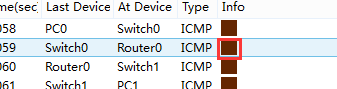 me(sec Last Device At Device Type Info
058 PC0 Switch0 ICMP
059 Switch0 Router0 ICMP
060 Router0 Switch1 ICMP
061 Switch1 PC1 ICMP